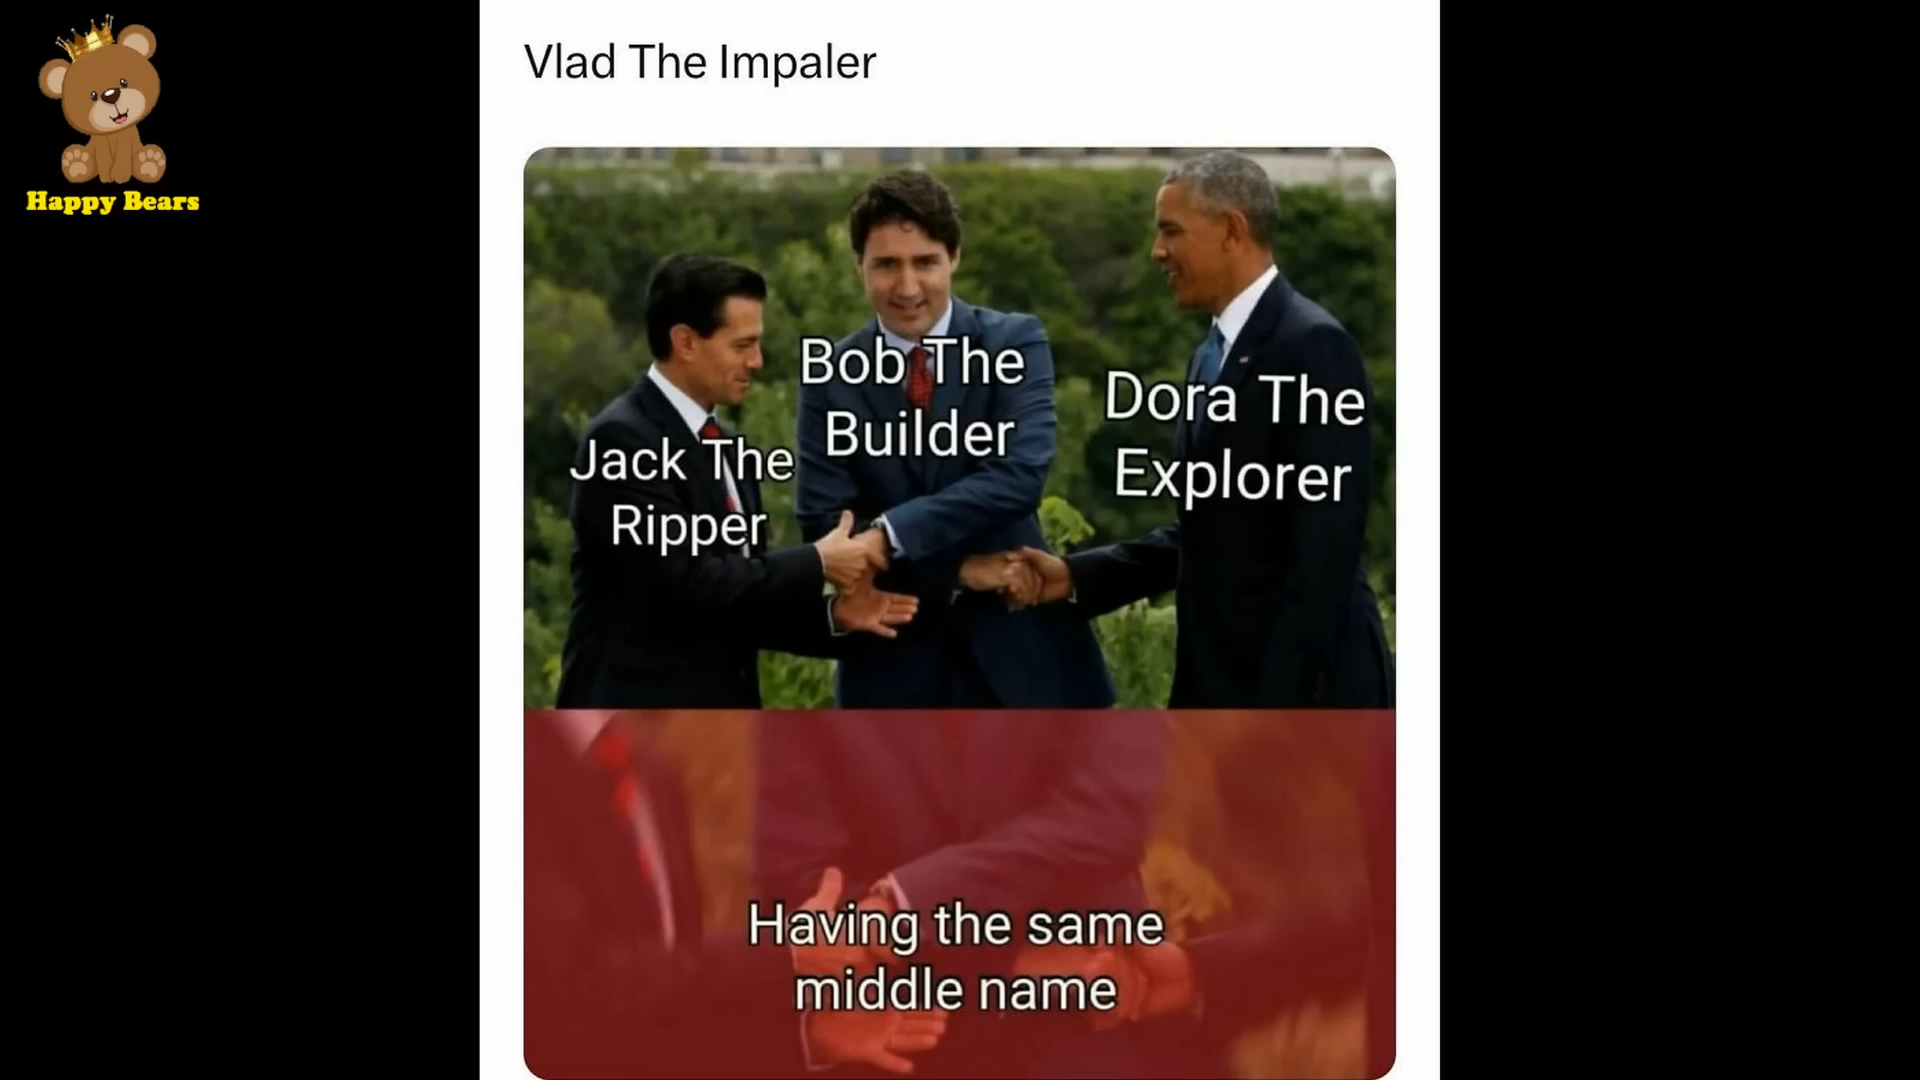 Happy Bears
Vlad The Impaler
Jack The
Ripper
Bob The
Builder
Dora The
Explorer
Having the same
middle name